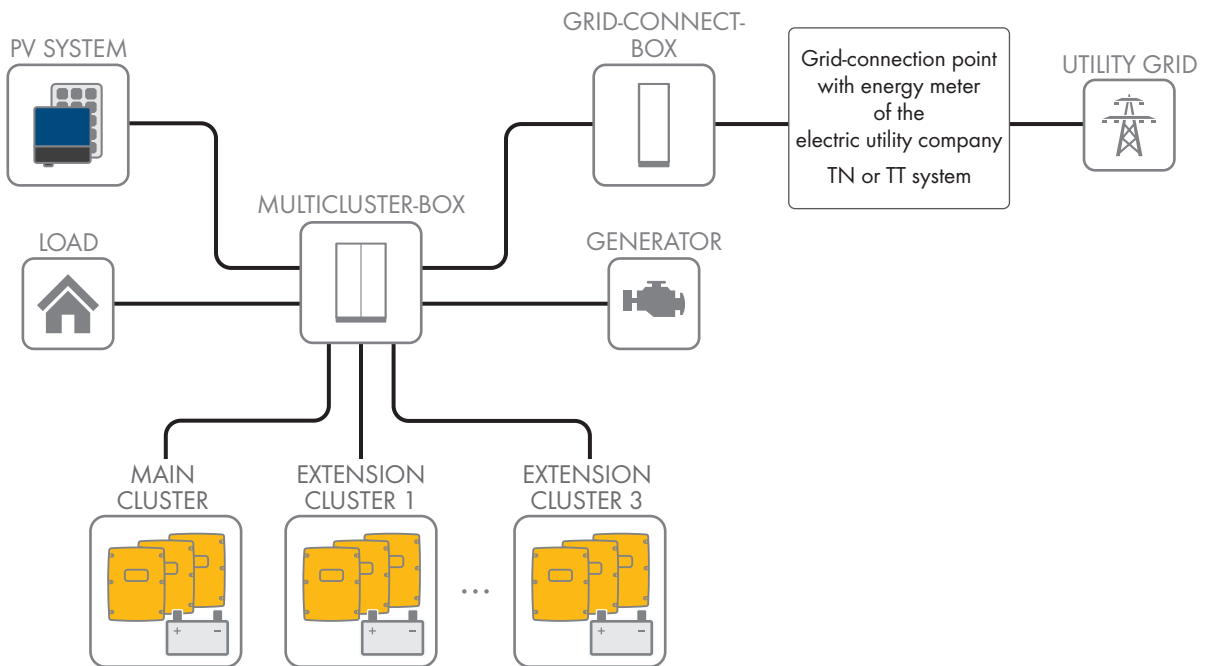 GRID-CONNECT-
BOX
PV SYSTEM
Grid-connection point
with energy meter
of the
electric utility company
TN or TT system
UTILITY GRID
MULTICLUSTER-BOX
LOAD
GENERATOR
MAIN
CLUSTER
EXTENSION
CLUSTER 1
EXTENSION
CLUSTER 3
+ −
+ −
...
+ −